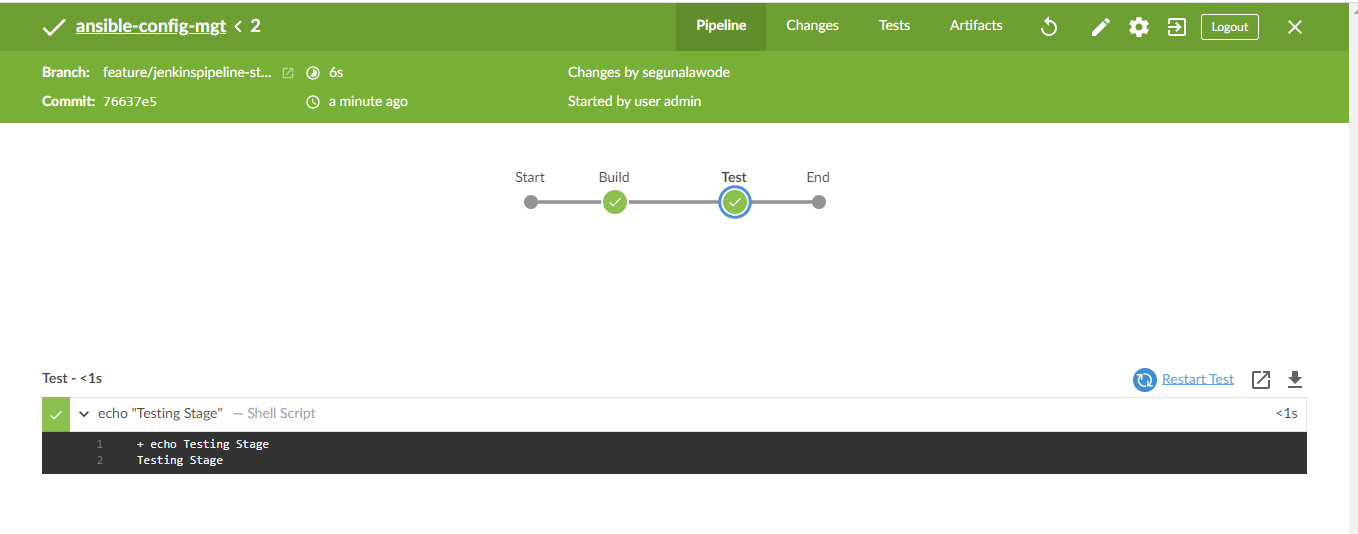 ansible-config-mgt < 2 Pipeline Changes Tests Artifacts Logout
Branch: feature/jenkinspipeline-st... 6s Changes by segunalawode
Commit: 76637e5 a minute ago Started by user admin
Start Build Test End
Test - <1s Restart Test
echo "Testing Stage" — Shell Script <1s
1 + echo Testing Stage
2 Testing Stage